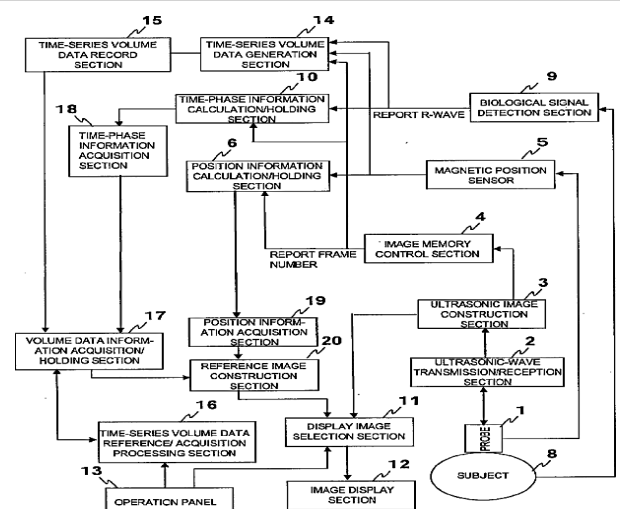 15
TIME-SERIES VOLUME
DATA RECORD
SECTION
14
TIME-SERIES VOLUME
DATA GENERATION
SECTION
10
TIME-PHASE INFORMATION
CALCULATION/HOLDING
SECTION
9
BIOLOGICAL SIGNAL
DETECTION SECTION
REPORT R-WAVE
18
TIME-PHASE
INFORMATION
ACQUISITION
SECTION
6
POSITION INFORMATION
CALCULATION/HOLDING
SECTION
5
MAGNETIC POSITION
SENSOR
4
IMAGE MEMORY
CONTROL SECTION
REPORT FRAME
NUMBER
3
ULTRASONIC IMAGE
CONSTRUCTION
SECTION
19
POSITION INFORM-
ATION ACQUISITION
SECTION
17
VOLUME DATA INFORM-
ATION ACQUISITION/
HOLDING SECTION
20
REFERENCE IMAGE
CONSTRUCTION
SECTION
2
ULTRASONIC-WAVE
TRANSMISSION/RECEPTION
SECTION
16
TIME-SERIES VOLUME DATA
REFERENCE/ ACQUISITION
PROCESSING SECTION
11
DISPLAY IMAGE
SELECTION SECTION
1
PROBE
8
SUBJECT
13
OPERATION PANEL
12
IMAGE DISPLAY
SECTION